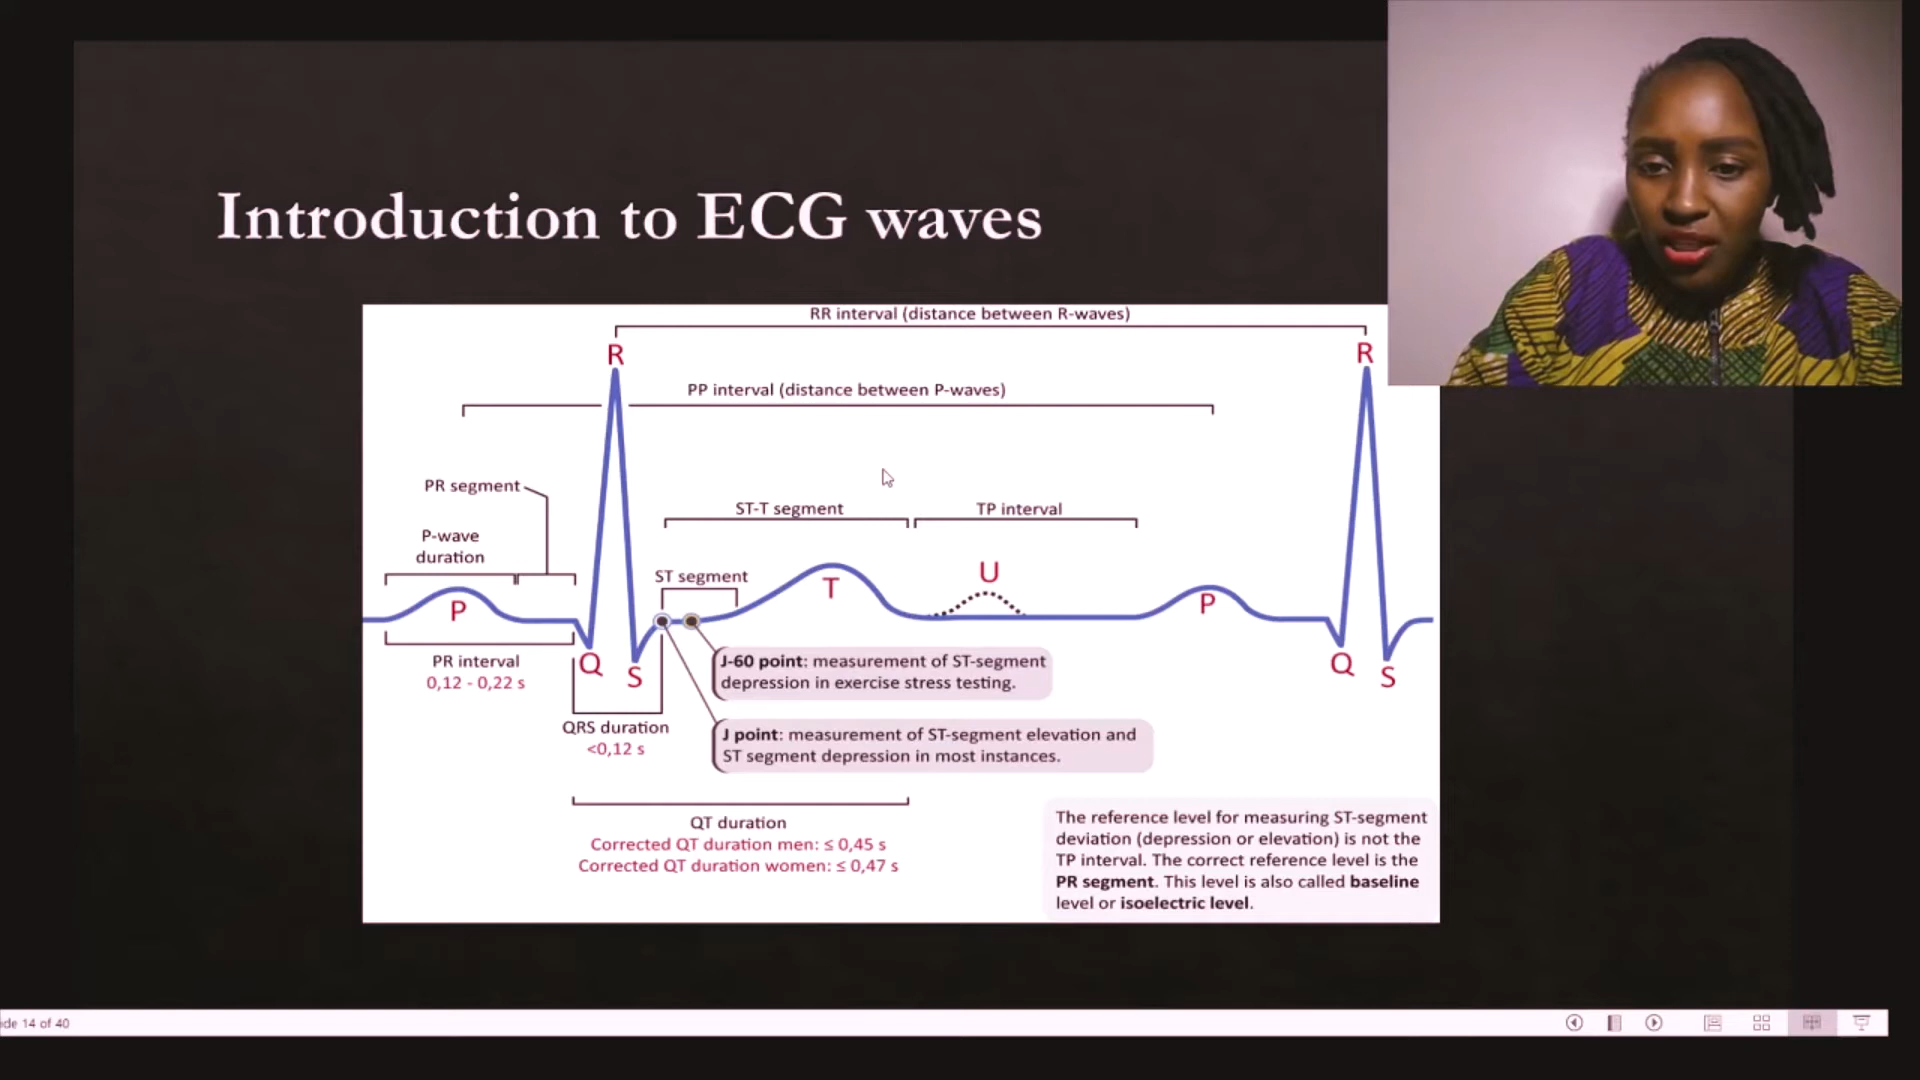 Introduction to ECG waves
RR interval (distance between R-waves)
R
R
PP interval (distance between P-waves)
PR segment
ST-T segment
TP interval
P-wave
duration
ST segment
P
T
U
P
PR interval
0,12 - 0,22 s
Q
S
Q
S
J-60 point: measurement of ST-segment
depression in exercise stress testing.
QRS duration
<0,12 s
J point: measurement of ST-segment elevation and
ST segment depression in most instances.
QT duration
Corrected QT duration men: ≤ 0,45 s
Corrected QT duration women: ≤ 0,47 s
The reference level for measuring ST-segment
deviation (depression or elevation) is not the
TP interval. The correct reference level is the
PR segment. This level is also called baseline
level or isoelectric level.
ide 14 of 40